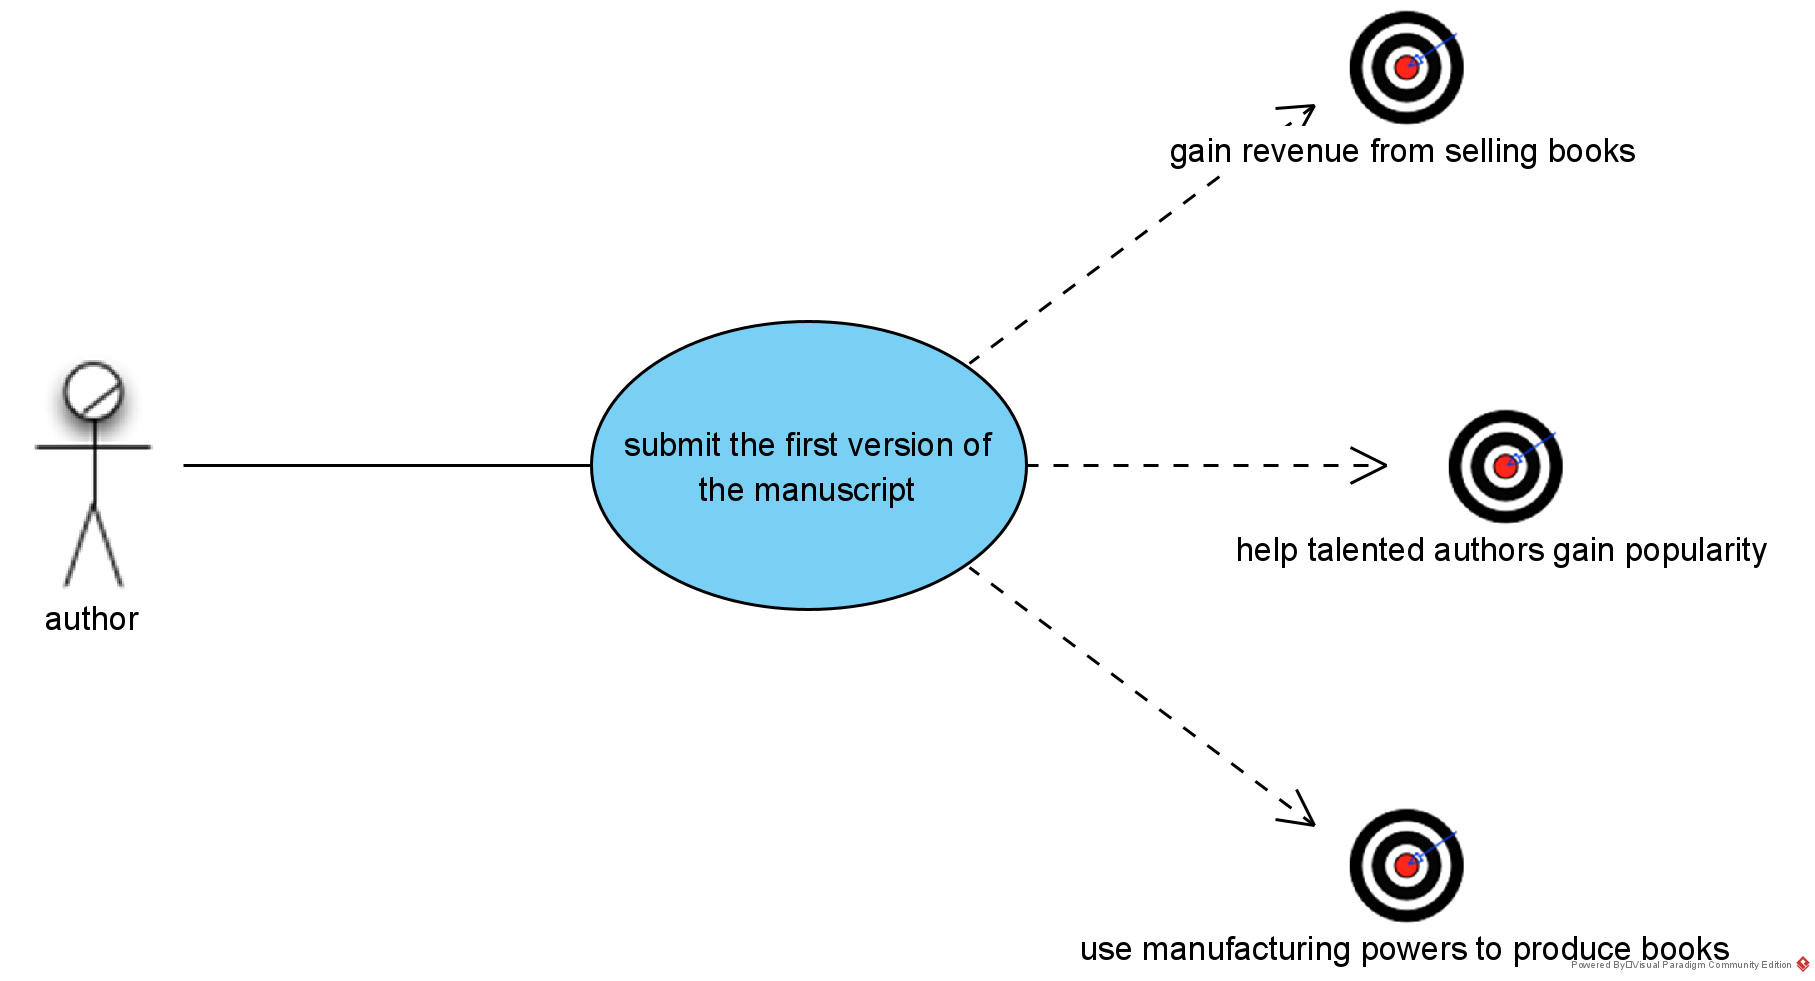 gain revenue from selling books
submit the first version of
the manuscript
help talented authors gain popularity
author
use manufacturing powers to produce books
Powered By Visual Paradigm Community Edition